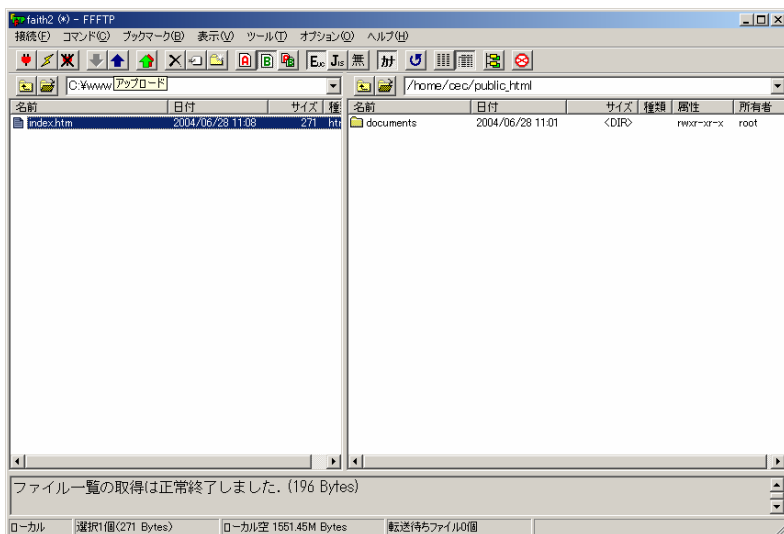 faith2 (*) - FFFTP
接続(F) コマンド(C) ブックマーク(B) 表示(V) ツール(T) オプション(O) ヘルプ(H)
A B EUC JIS 無 カナ
C:¥www アップロード /home/cec/public_html
名前 日付 サイズ 種 名前 日付 サイズ 種類 属性 所有者
index.htm 2004/06/28 11:08 271 htm documents 2004/06/28 11:01 <DIR> rwxr-xr-x root
ファイル一覧の取得は正常終了しました. (196 Bytes)
ローカル 選択1個(271 Bytes) ローカル空 1551.45M Bytes 転送待ちファイル0個